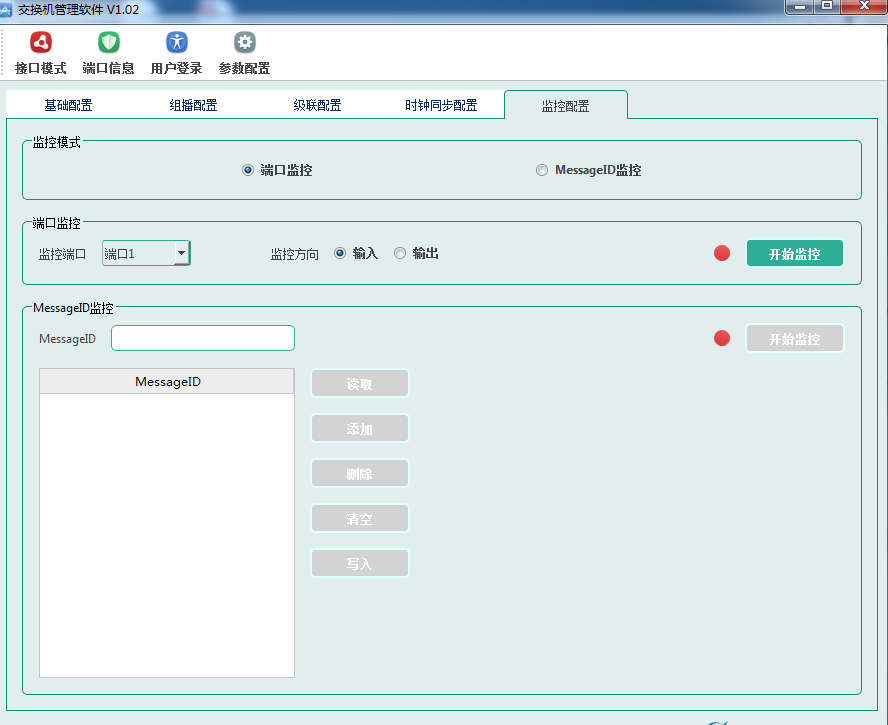 交换机管理软件 V1.02
接口模式 端口信息 用户登录 参数配置
基础配置 组播配置 级联配置 时钟同步配置 监控配置
监控模式
端口监控 MessageID监控
端口监控
监控端口 端口1 监控方向 输入 输出 开始监控
MessageID监控
MessageID 开始监控
MessageID 读取
添加
删除
清空
写入